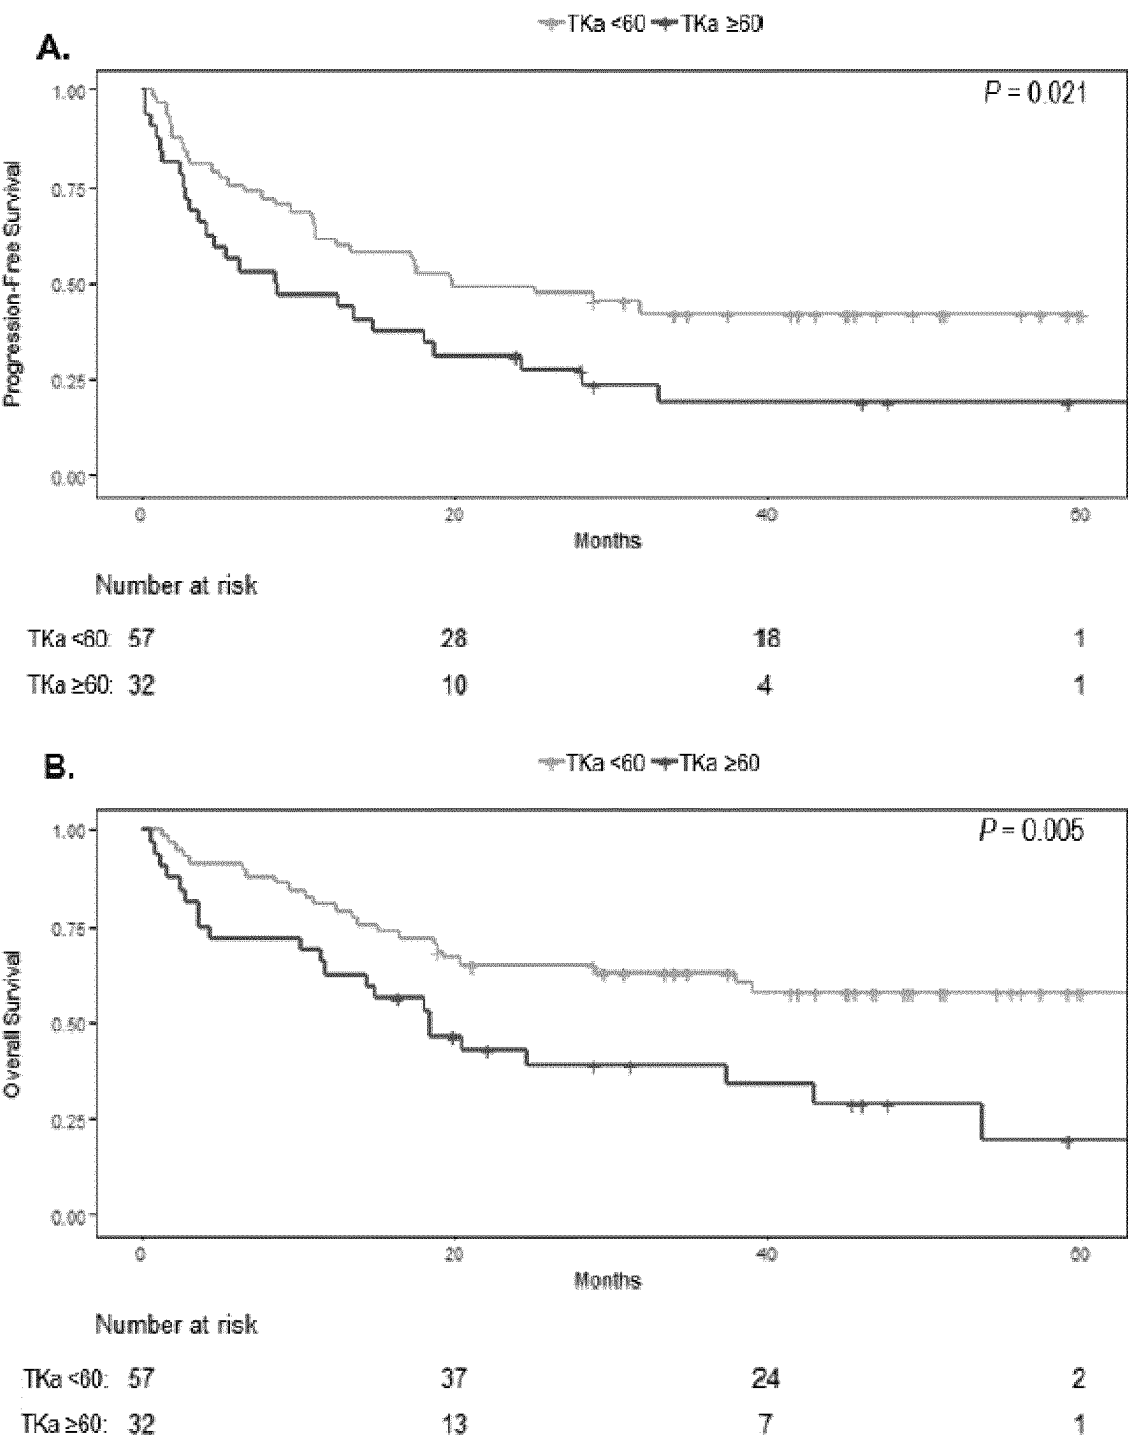 TKa <60 TKa ≥60
A.
P = 0.021
1.00
0.75
0.50
0.25
0.00
Progression-Free Survival
0 20 40 60
Months
Number at risk
TKa <60: 57 28 18 1
TKa ≥60: 32 10 4 1
TKa <60 TKa ≥60
B.
P = 0.005
1.00
0.75
0.50
0.25
0.00
Overall Survival
0 20 40 60
Months
Number at risk
TKa <60: 57 37 24 2
TKa ≥60: 32 13 7 1